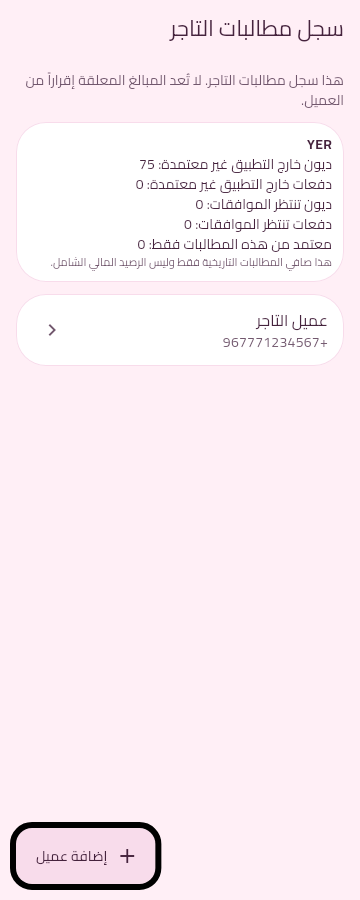 سجل مطالبات التاجر
هذا سجل مطالبات التاجر. لا تُعد المبالغ المعلقة إقراراً من
العميل.
YER
ديون خارج التطبيق غير معتمدة: 75
دفعات خارج التطبيق غير معتمدة: 0
ديون تنتظر الموافقات: 0
دفعات تنتظر الموافقات: 0
معتمد من هذه المطالبات فقط: 0
هذا صافي المطالبات التاريخية فقط وليس الرصيد المالي الشامل.
عميل التاجر
967771234567+
إضافة عميل